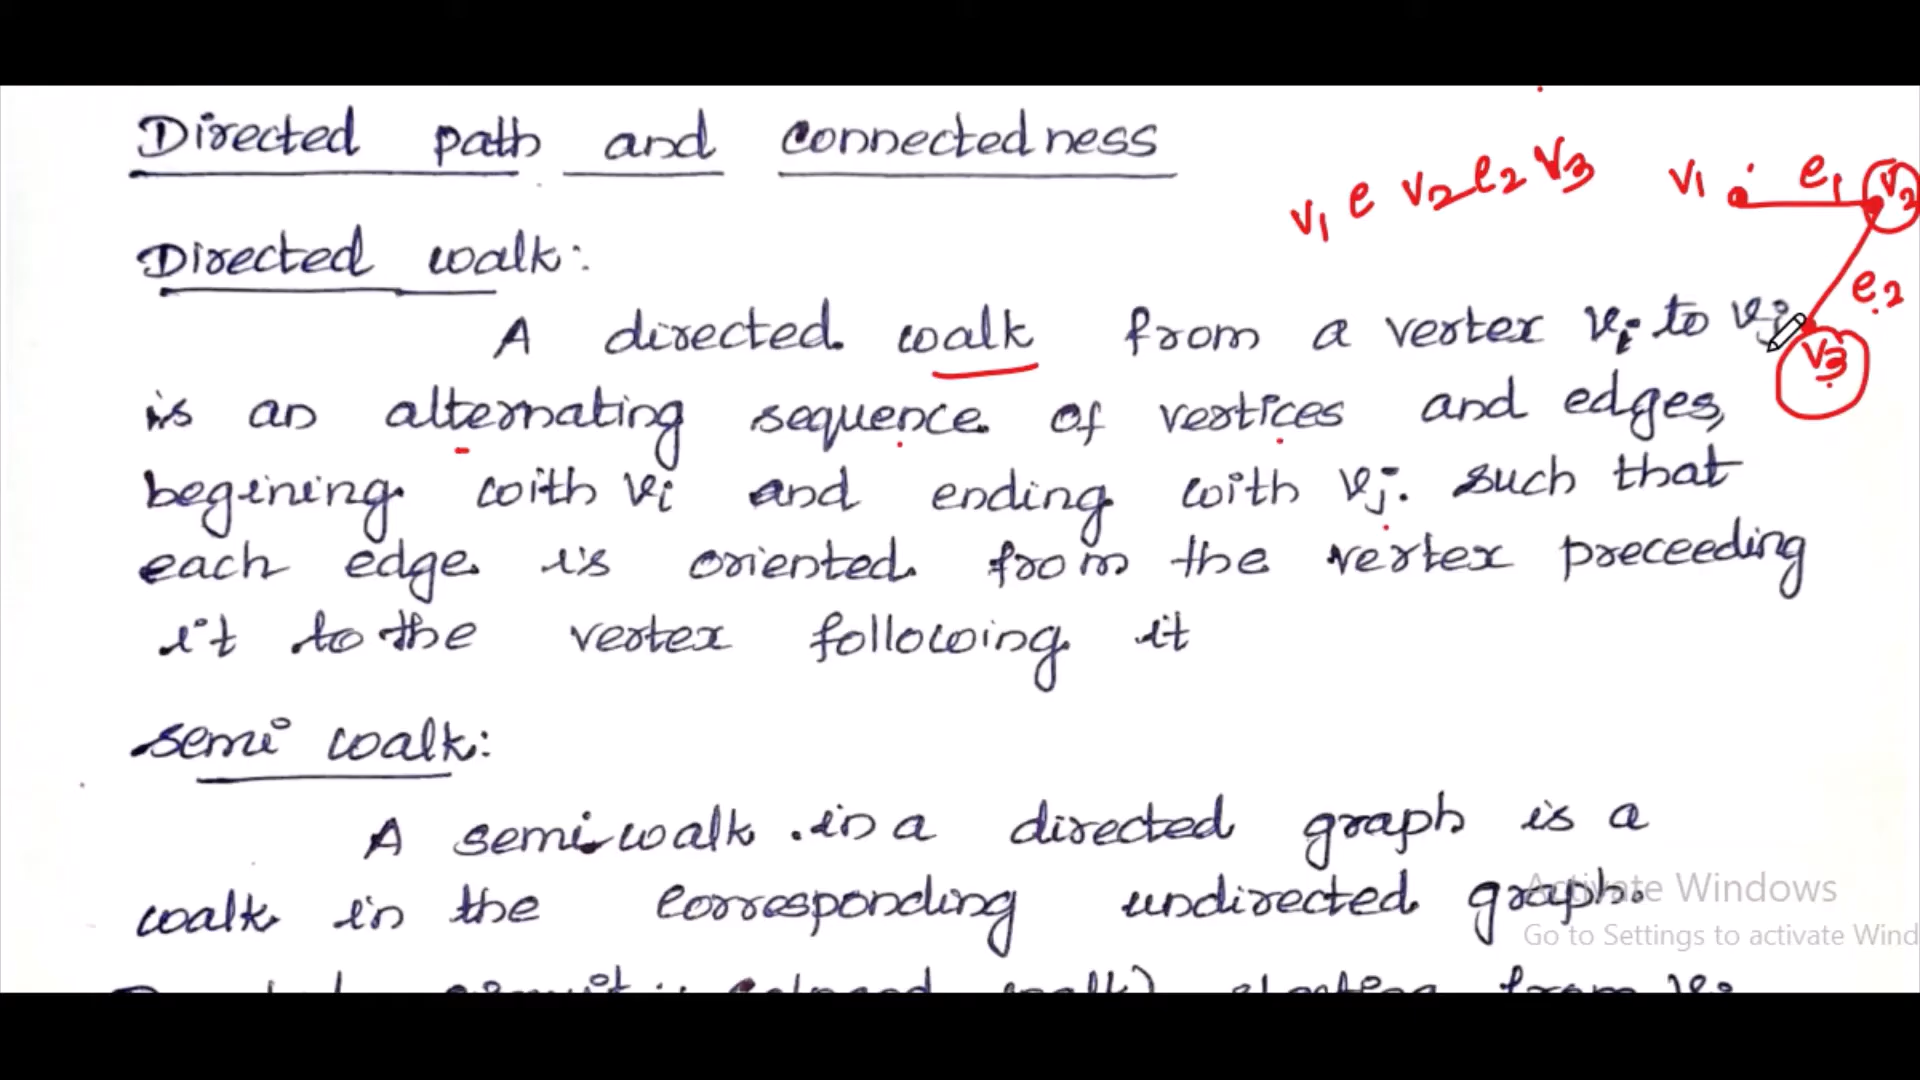 Directed path and connectedness
v1 e v2 e2 v3
v1 e1 v2
Directed walk:
e2
A directed walk from a vertex vi to vj
v3
is an alternating sequence of vertices and edges,
begining with vi and ending with vj. such that
each edge is oriented from the vertex preceeding
it to the vertex following it
semi walk:
A semi-walk in a directed graph is a
walk in the corresponding undirected graph.
Activate Windows
Go to Settings to activate Wind